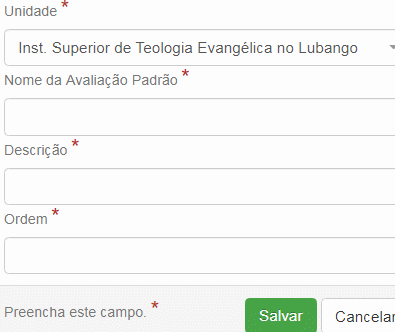 Unidade *
Inst. Superior de Teologia Evangélica no Lubango
Nome da Avaliação Padrão *
Descrição *
Ordem *
Preencha este campo. *
Salvar
Cancelar